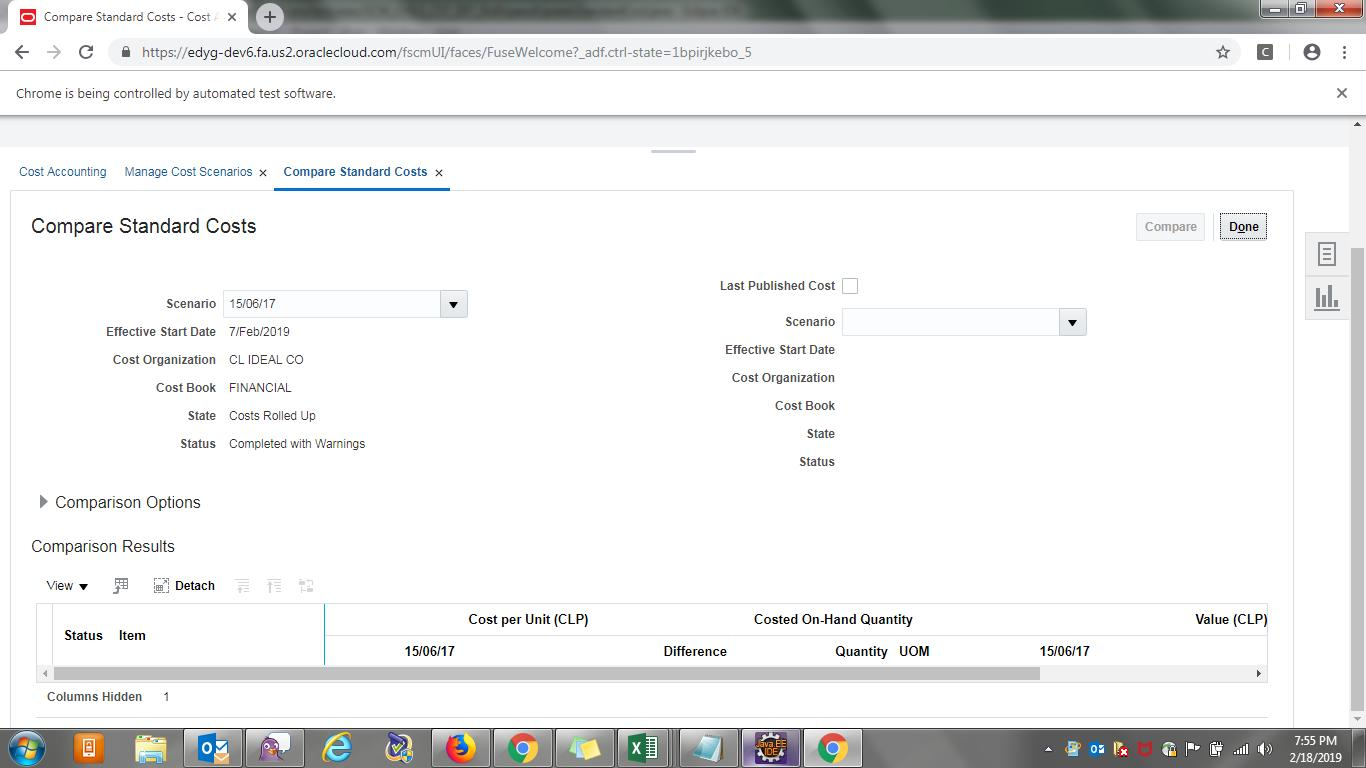 Compare Standard Costs - Cost A
https://edyg-dev6.fa.us2.oraclecloud.com/fscmUI/faces/FuseWelcome?_adf.ctrl-state=1bpirjkebo_5
C
Chrome is being controlled by automated test software.
Cost Accounting Manage Cost Scenarios Compare Standard Costs
Compare Standard Costs
Compare Done
Scenario 15/06/17
Effective Start Date 7/Feb/2019
Cost Organization CL IDEAL CO
Cost Book FINANCIAL
State Costs Rolled Up
Status Completed with Warnings
Last Published Cost
Scenario
Effective Start Date
Cost Organization
Cost Book
State
Status
Comparison Options
Comparison Results
View Detach
Cost per Unit (CLP) Costed On-Hand Quantity Value (CLP)
Status Item
15/06/17 Difference Quantity UOM 15/06/17
Columns Hidden 1
Java EE
IDE
7:55 PM
2/18/2019